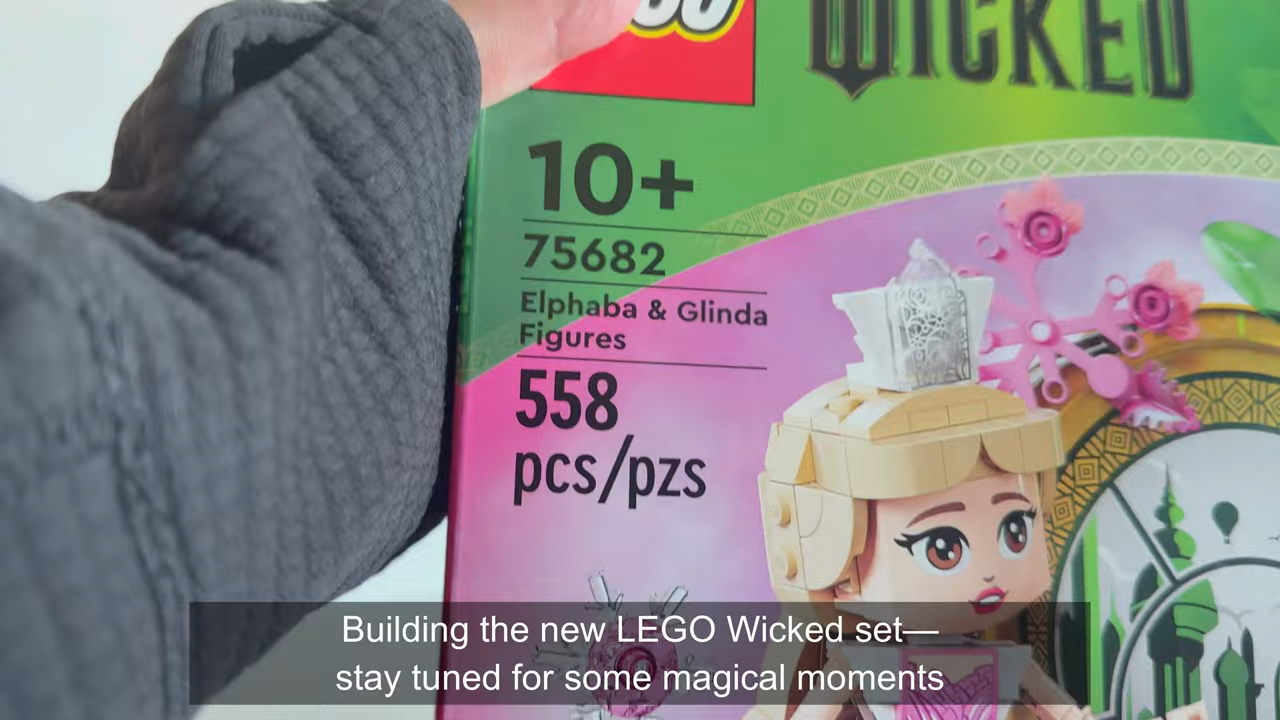 WICKED
10+
75682
Elphaba & Glinda
Figures
558
pcs/pzs
Building the new LEGO Wicked set—
stay tuned for some magical moments